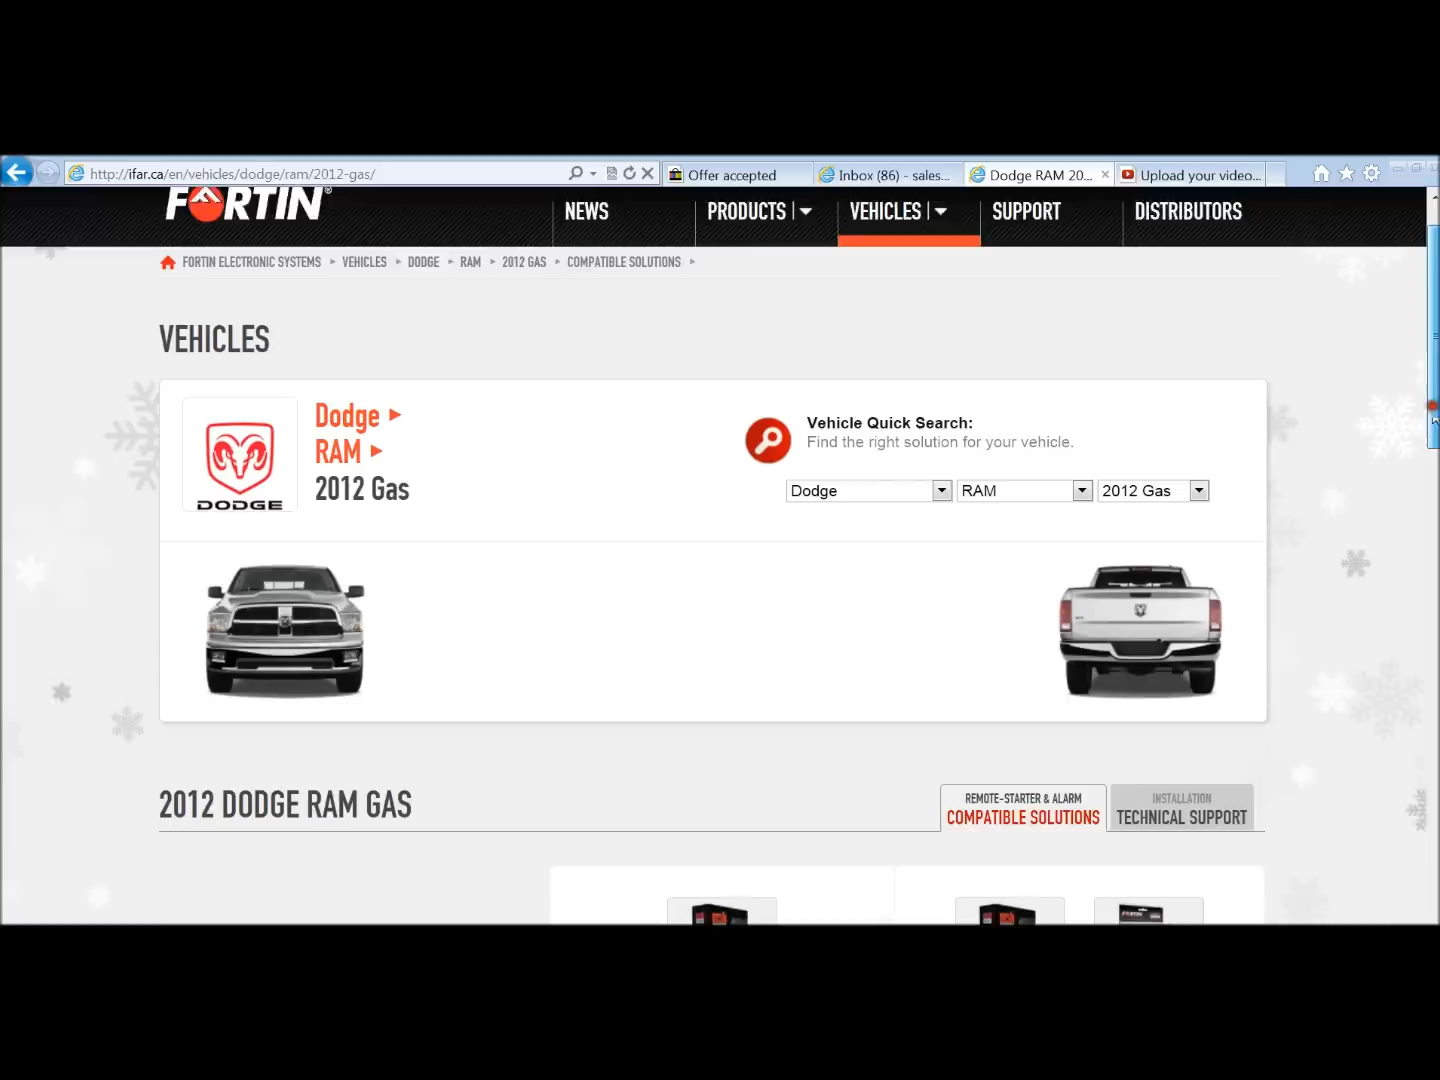 http://ifar.ca/en/vehicles/dodge/ram/2012-gas/
Offer accepted
Inbox (86) - sales...
Dodge RAM 20...
Upload your video...
FORTIN®
NEWS
PRODUCTS
VEHICLES
SUPPORT
DISTRIBUTORS
FORTIN ELECTRONIC SYSTEMS VEHICLES DODGE RAM 2012 GAS COMPATIBLE SOLUTIONS
VEHICLES
DODGE
Dodge
RAM
2012 Gas
Vehicle Quick Search:
Find the right solution for your vehicle.
Dodge RAM 2012 Gas
2012 DODGE RAM GAS
REMOTE-STARTER & ALARM
COMPATIBLE SOLUTIONS
INSTALLATION
TECHNICAL SUPPORT
FORTIN